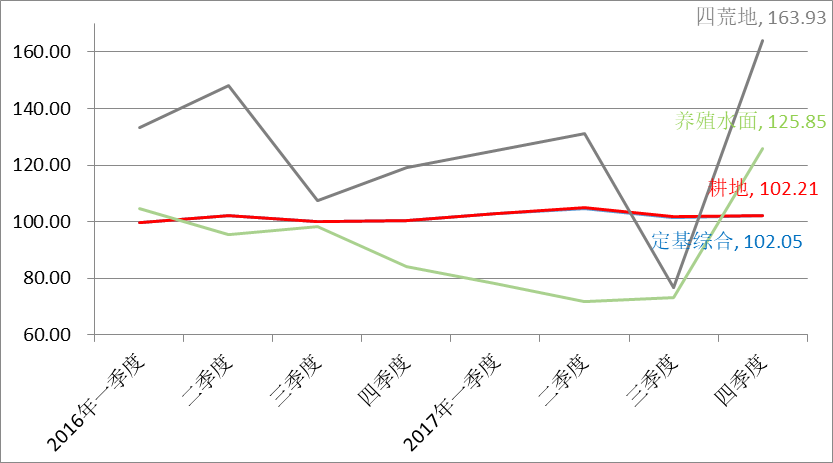 四荒地, 163.93
160.00
140.00
养殖水面, 125.85
120.00
耕地, 102.21
100.00
定基综合, 102.05
80.00
60.00
2016年一季度
二季度
三季度
四季度
2017年一季度
二季度
三季度
四季度